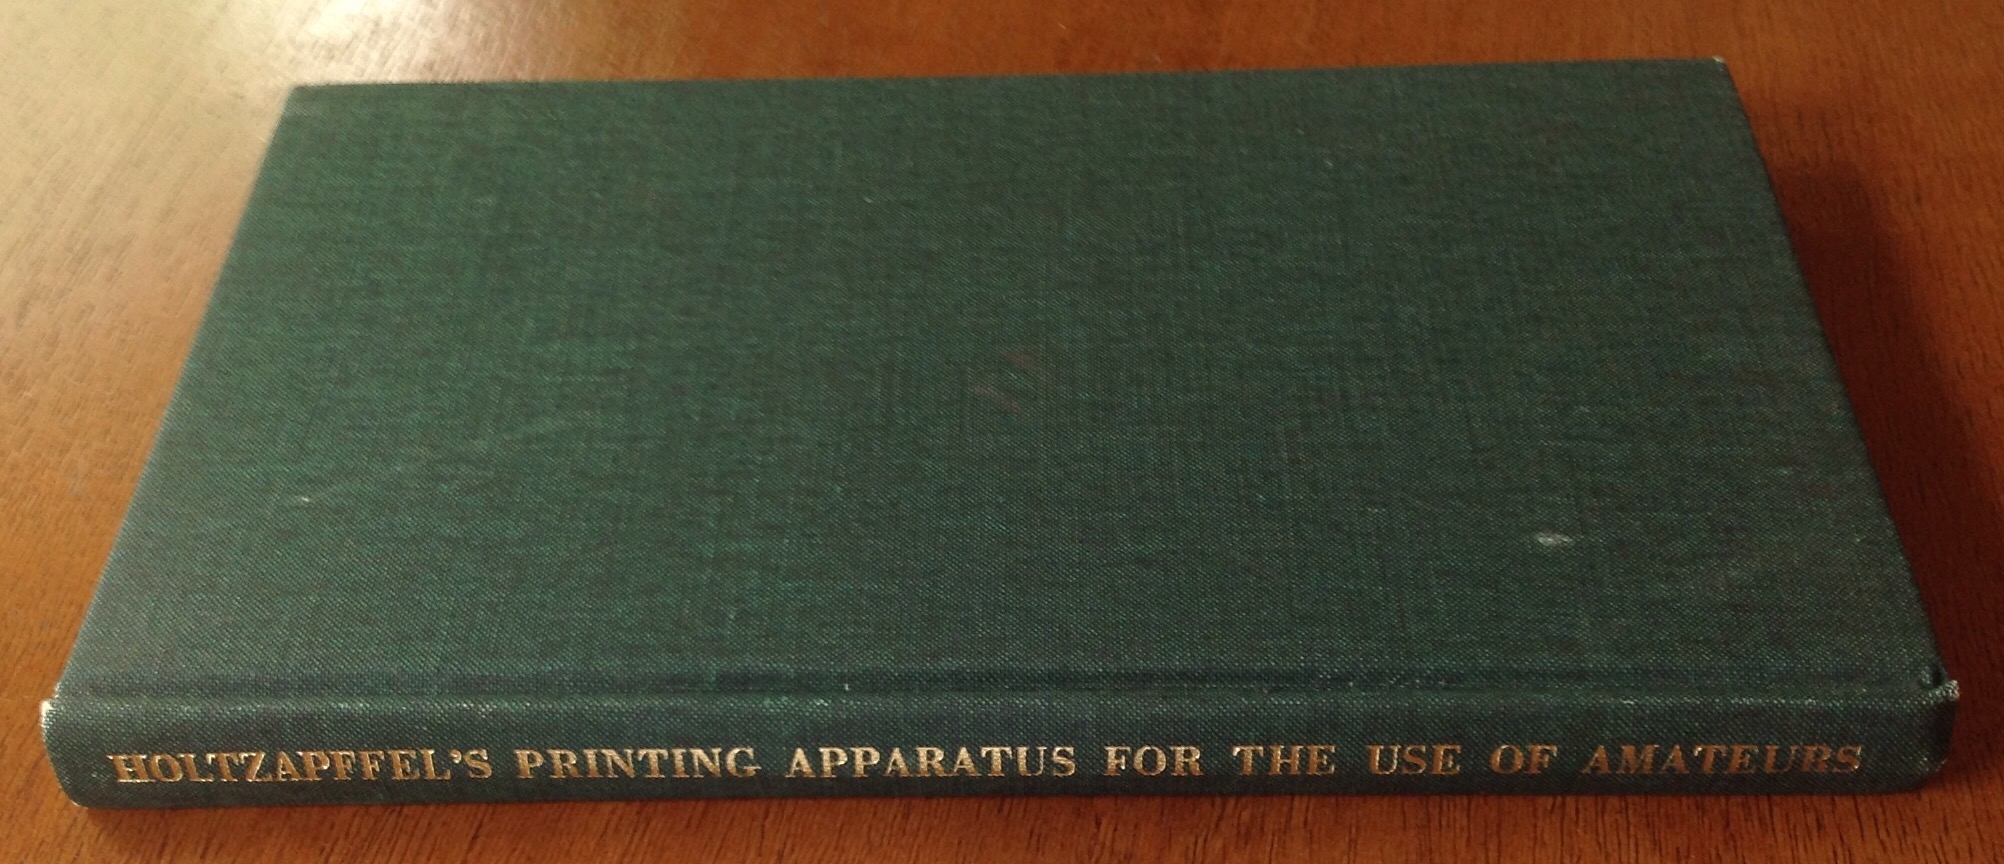 HOLTZAPFFEL'S PRINTING APPARATUS FOR THE USE OF AMATEURS